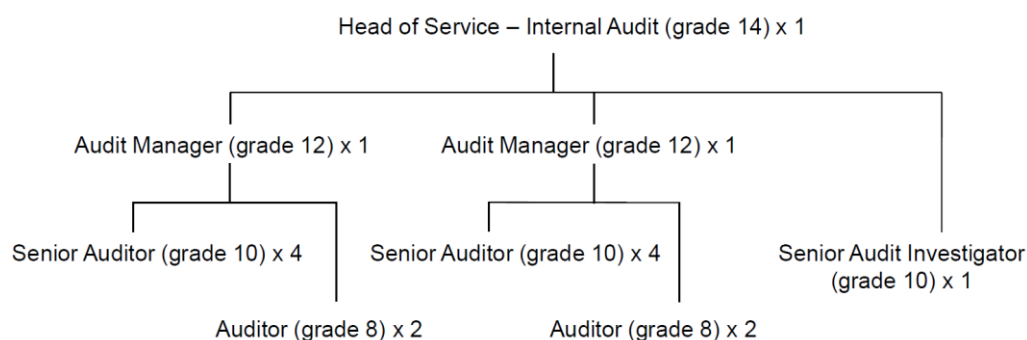 Head of Service – Internal Audit (grade 14) x 1
Audit Manager (grade 12) x 1
Audit Manager (grade 12) x 1
Senior Auditor (grade 10) x 4
Senior Auditor (grade 10) x 4
Senior Audit Investigator
(grade 10) x 1
Auditor (grade 8) x 2
Auditor (grade 8) x 2